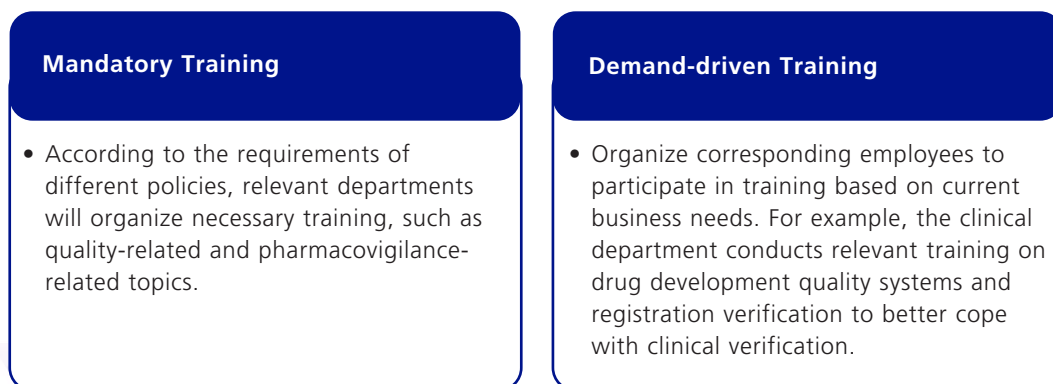 Mandatory Training
• According to the requirements of
different policies, relevant departments
will organize necessary training, such as
quality-related and pharmacovigilance-
related topics.
Demand-driven Training
• Organize corresponding employees to
participate in training based on current
business needs. For example, the clinical
department conducts relevant training on
drug development quality systems and
registration verification to better cope
with clinical verification.